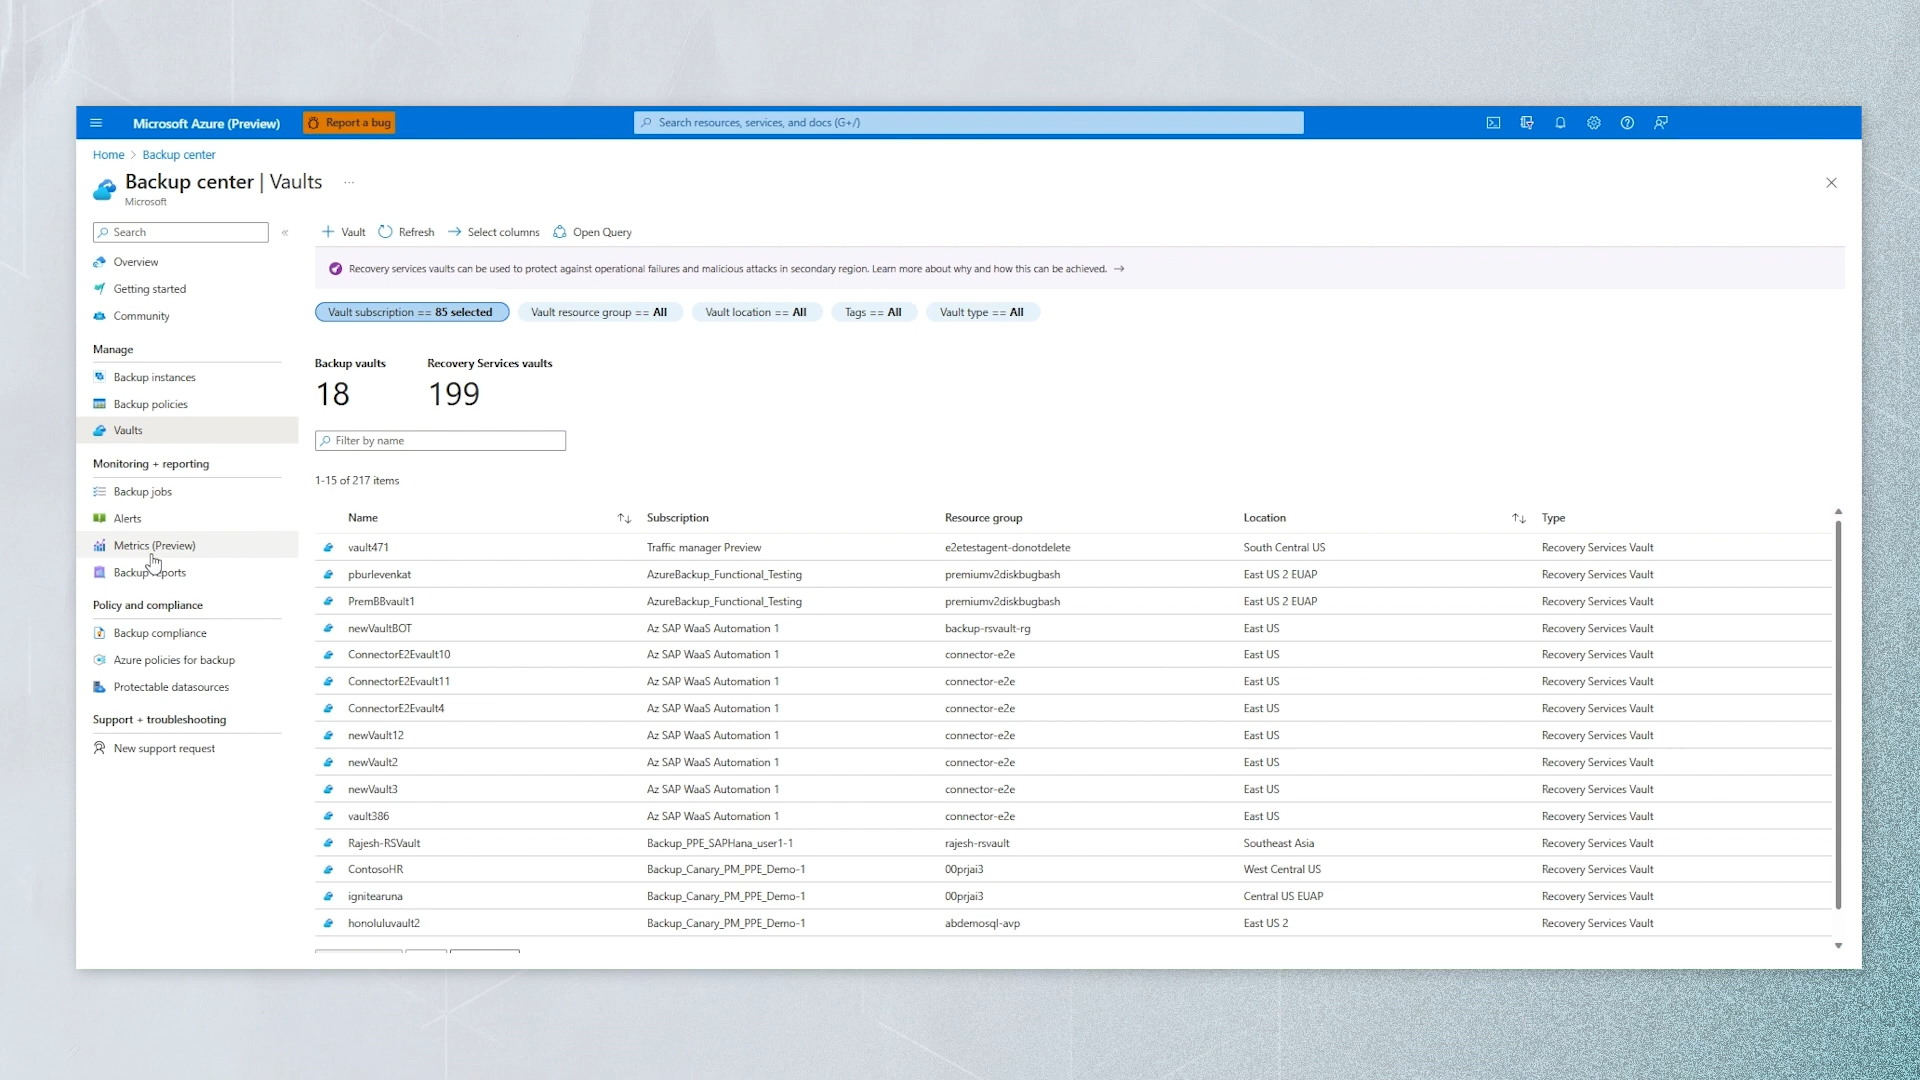 Microsoft Azure (Preview) Report a bug Search resources, services, and docs (G+/)
Home > Backup center
Backup center | Vaults ...
Microsoft
Search «
+ Vault Refresh Select columns Open Query
Overview
Getting started
Community
Manage
Backup instances
Backup policies
Vaults
Monitoring + reporting
Backup jobs
Alerts
Metrics (Preview)
Backup reports
Policy and compliance
Backup compliance
Azure policies for backup
Protectable datasources
Support + troubleshooting
New support request
Recovery services vaults can be used to protect against operational failures and malicious attacks in secondary region. Learn more about why and how this can be achieved. →
Vault subscription == 85 selected Vault resource group == All Vault location == All Tags == All Vault type == All
Backup vaults Recovery Services vaults
18 199
Filter by name
1-15 of 217 items
Name Subscription Resource group Location Type
vault471 Traffic manager Preview e2etestagent-donotdelete South Central US Recovery Services Vault
pburlevenkat AzureBackup_Functional_Testing premiumv2diskbugbash East US 2 EUAP Recovery Services Vault
PremBBvault1 AzureBackup_Functional_Testing premiumv2diskbugbash East US 2 EUAP Recovery Services Vault
newVaultBOT Az SAP WaaS Automation 1 backup-rsvault-rg East US Recovery Services Vault
ConnectorE2Evault10 Az SAP WaaS Automation 1 connector-e2e East US Recovery Services Vault
ConnectorE2Evault11 Az SAP WaaS Automation 1 connector-e2e East US Recovery Services Vault
ConnectorE2Evault4 Az SAP WaaS Automation 1 connector-e2e East US Recovery Services Vault
newVault12 Az SAP WaaS Automation 1 connector-e2e East US Recovery Services Vault
newVault2 Az SAP WaaS Automation 1 connector-e2e East US Recovery Services Vault
newVault3 Az SAP WaaS Automation 1 connector-e2e East US Recovery Services Vault
vault386 Az SAP WaaS Automation 1 connector-e2e East US Recovery Services Vault
Rajesh-RSVault Backup_PPE_SAPHana_user1-1 rajesh-rsvault Southeast Asia Recovery Services Vault
ContosoHR Backup_Canary_PM_PPE_Demo-1 00prjai3 West Central US Recovery Services Vault
ignitearuna Backup_Canary_PM_PPE_Demo-1 00prjai3 Central US EUAP Recovery Services Vault
honoluluvault2 Backup_Canary_PM_PPE_Demo-1 abdemosql-avp East US 2 Recovery Services Vault